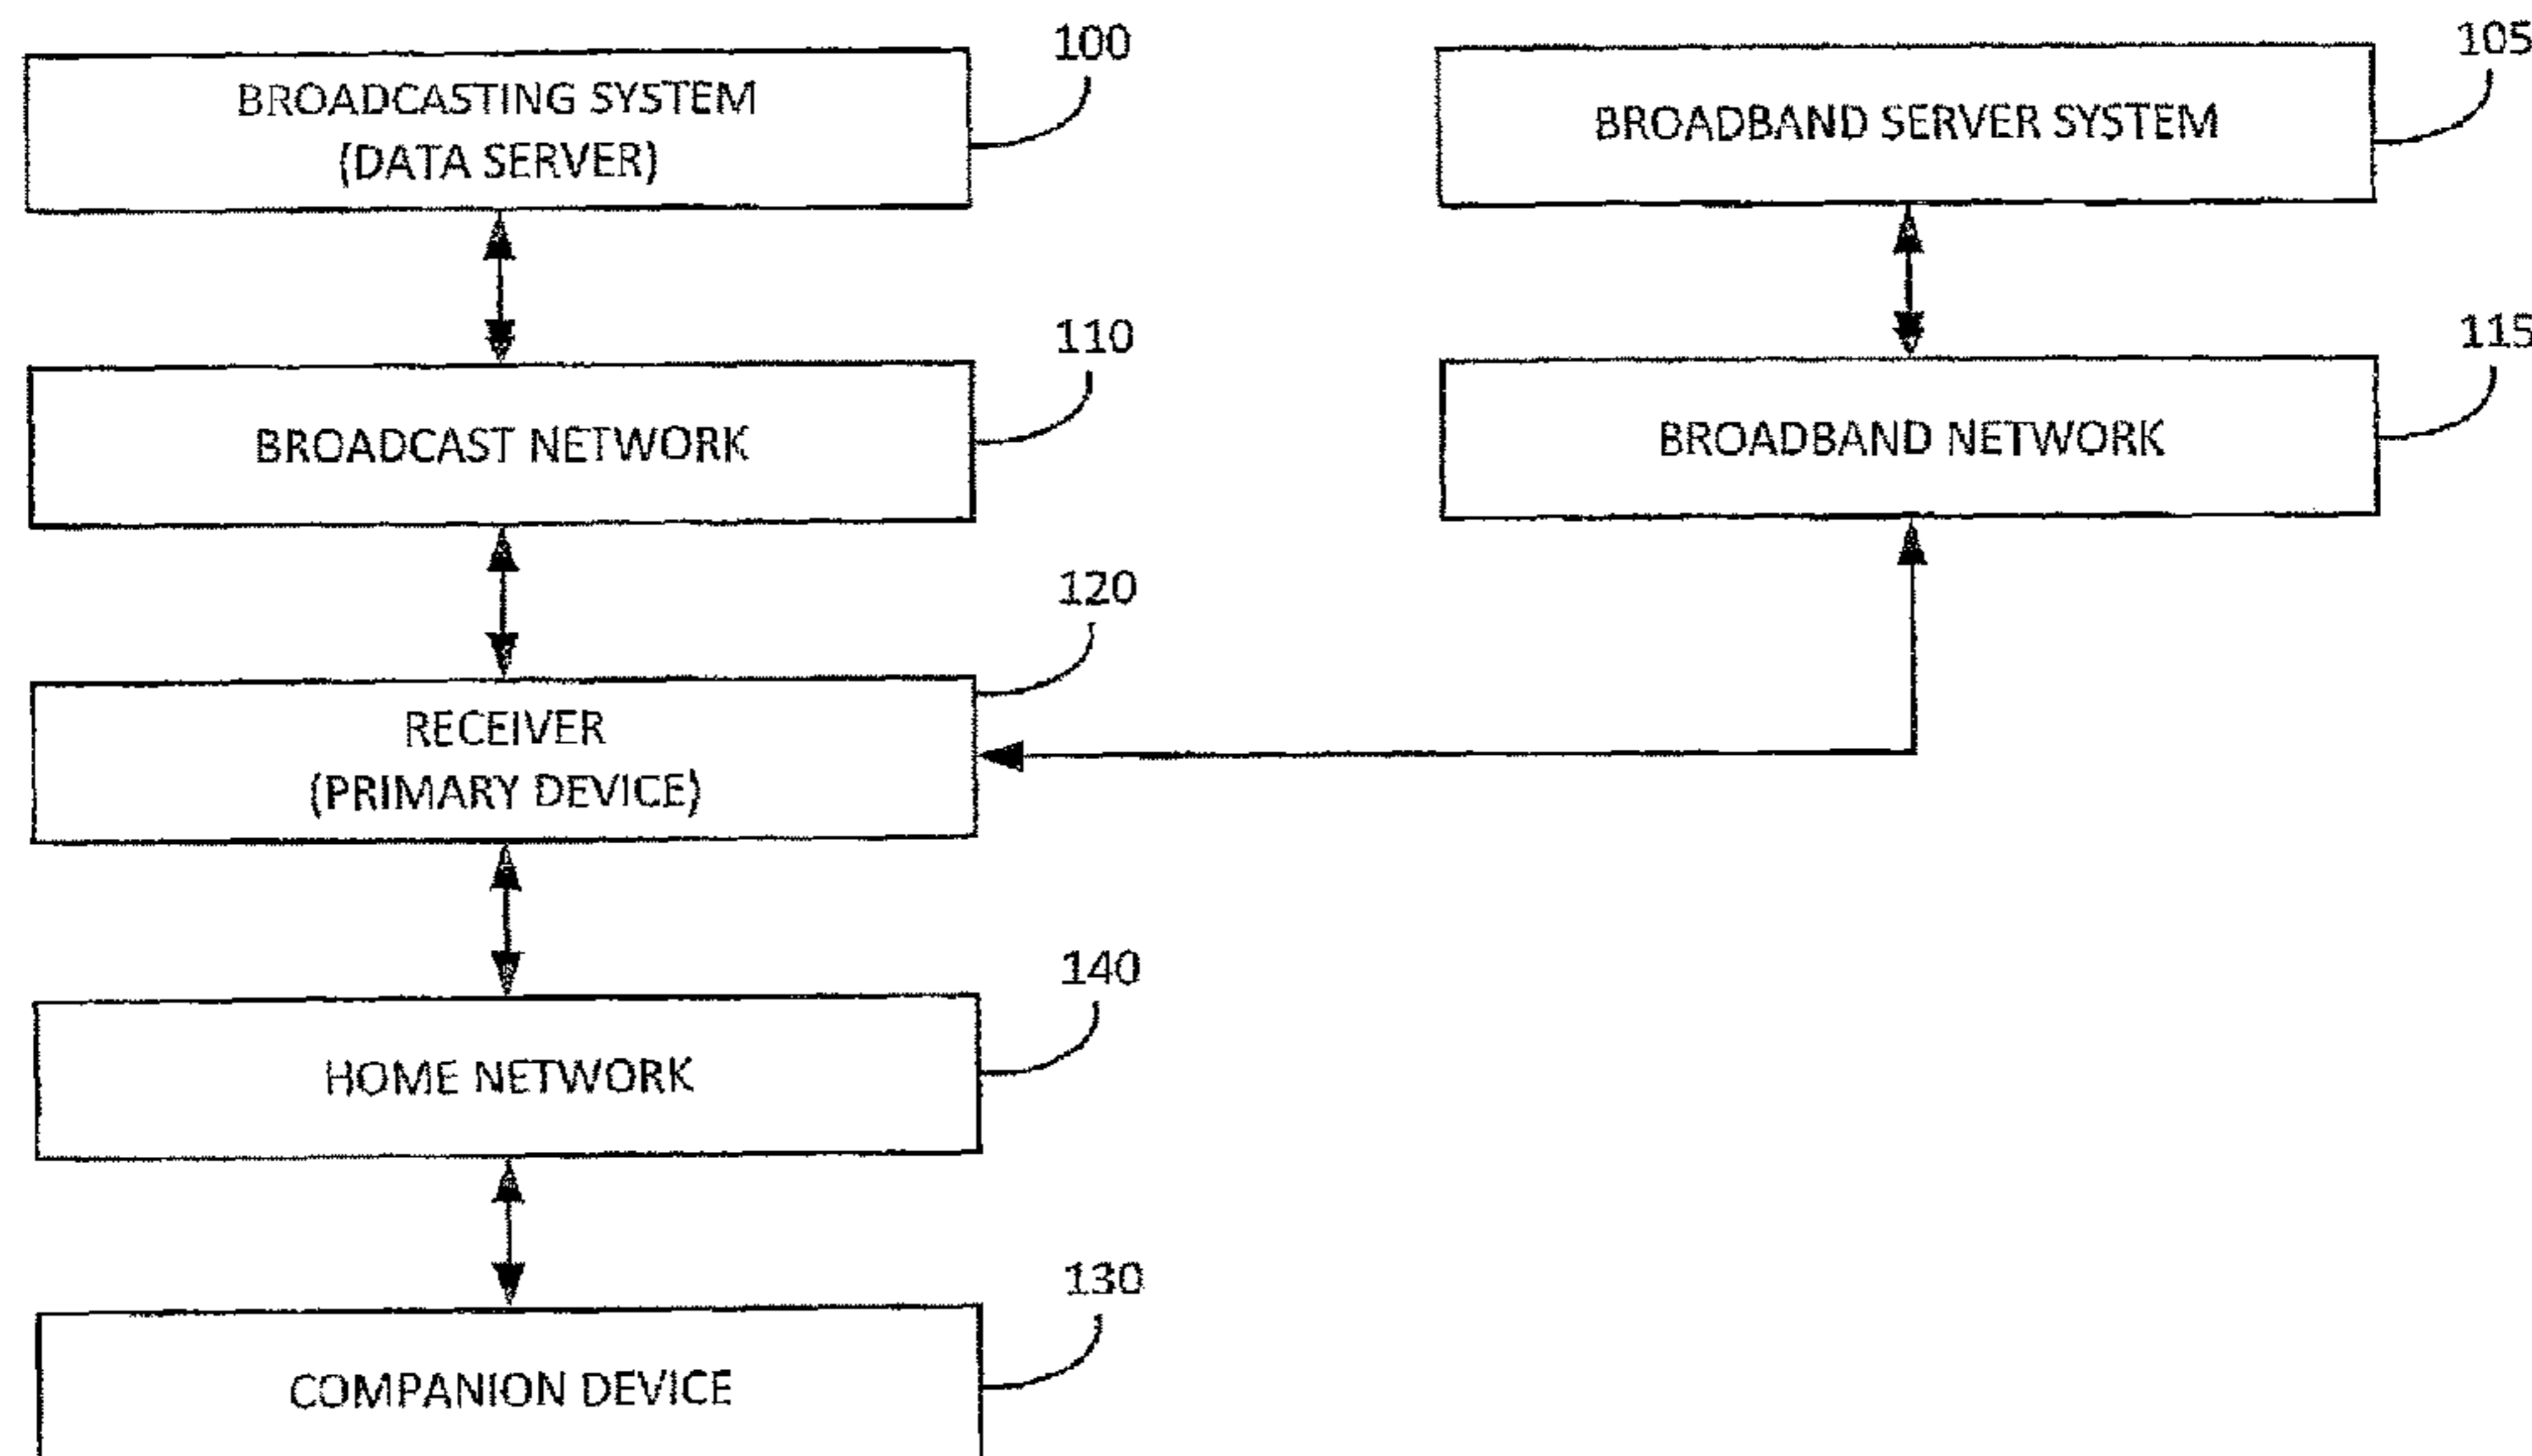 100
BROADCASTING SYSTEM
(DATA SERVER)
105
BROADBAND SERVER SYSTEM
110
BROADCAST NETWORK
115
BROADBAND NETWORK
120
RECEIVER
(PRIMARY DEVICE)
140
HOME NETWORK
130
COMPANION DEVICE